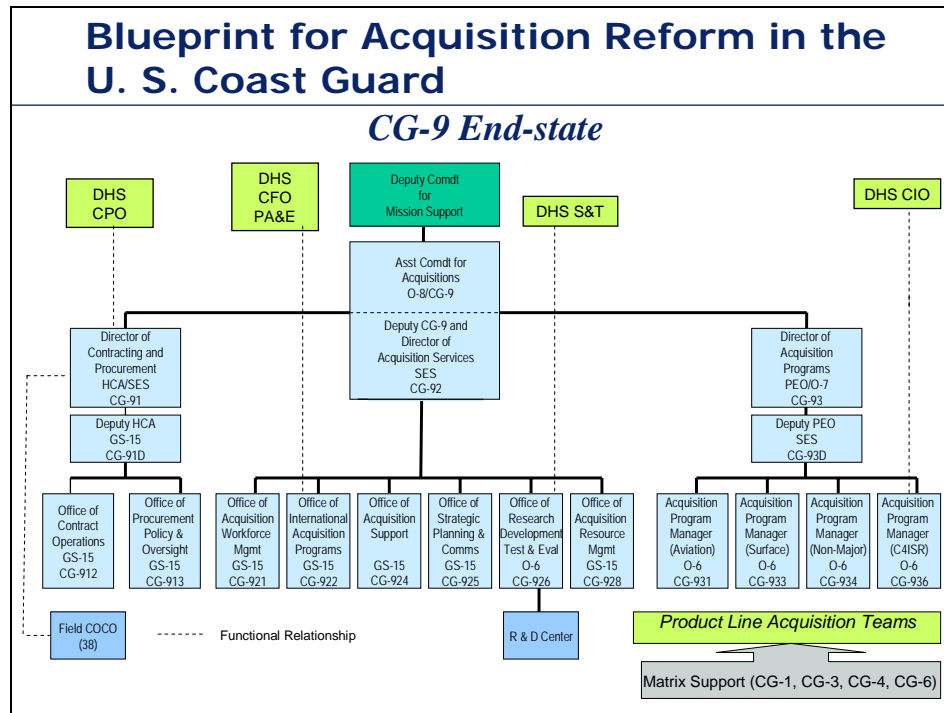 Blueprint for Acquisition Reform in the
U. S. Coast Guard
CG-9 End-state
DHS
CPO
DHS
CFO
PA&E
Deputy Comdt
for
Mission Support
DHS S&T
DHS CIO
Asst Comdt for
Acquisitions
O-8/CG-9
Deputy CG-9 and
Director of
Acquisition Services
SES
CG-92
Director of
Contracting and
Procurement
HCA/SES
CG-91
Director of
Acquisition
Programs
PEO/O-7
CG-93
Deputy HCA
GS-15
CG-91D
Deputy PEO
SES
CG-93D
Office of
Contract
Operations
GS-15
CG-912
Office of
Procurement
Policy &
Oversight
GS-15
CG-913
Office of
Acquisition
Workforce
Mgmt
GS-15
CG-921
Office of
International
Acquisition
Programs
GS-15
CG-922
Office of
Acquisition
Support
GS-15
CG-924
Office of
Strategic
Planning &
Comms
GS-15
CG-925
Office of
Research
Development
Test & Eval
O-6
CG-926
Office of
Acquisition
Resource
Mgmt
GS-15
CG-928
Acquisition
Program
Manager
(Aviation)
O-6
CG-931
Acquisition
Program
Manager
(Surface)
O-6
CG-933
Acquisition
Program
Manager
(Non-Major)
O-6
CG-934
Acquisition
Program
Manager
(C4ISR)
O-6
CG-936
Field COCO
(38)
Functional Relationship
R & D Center
Product Line Acquisition Teams
Matrix Support (CG-1, CG-3, CG-4, CG-6)